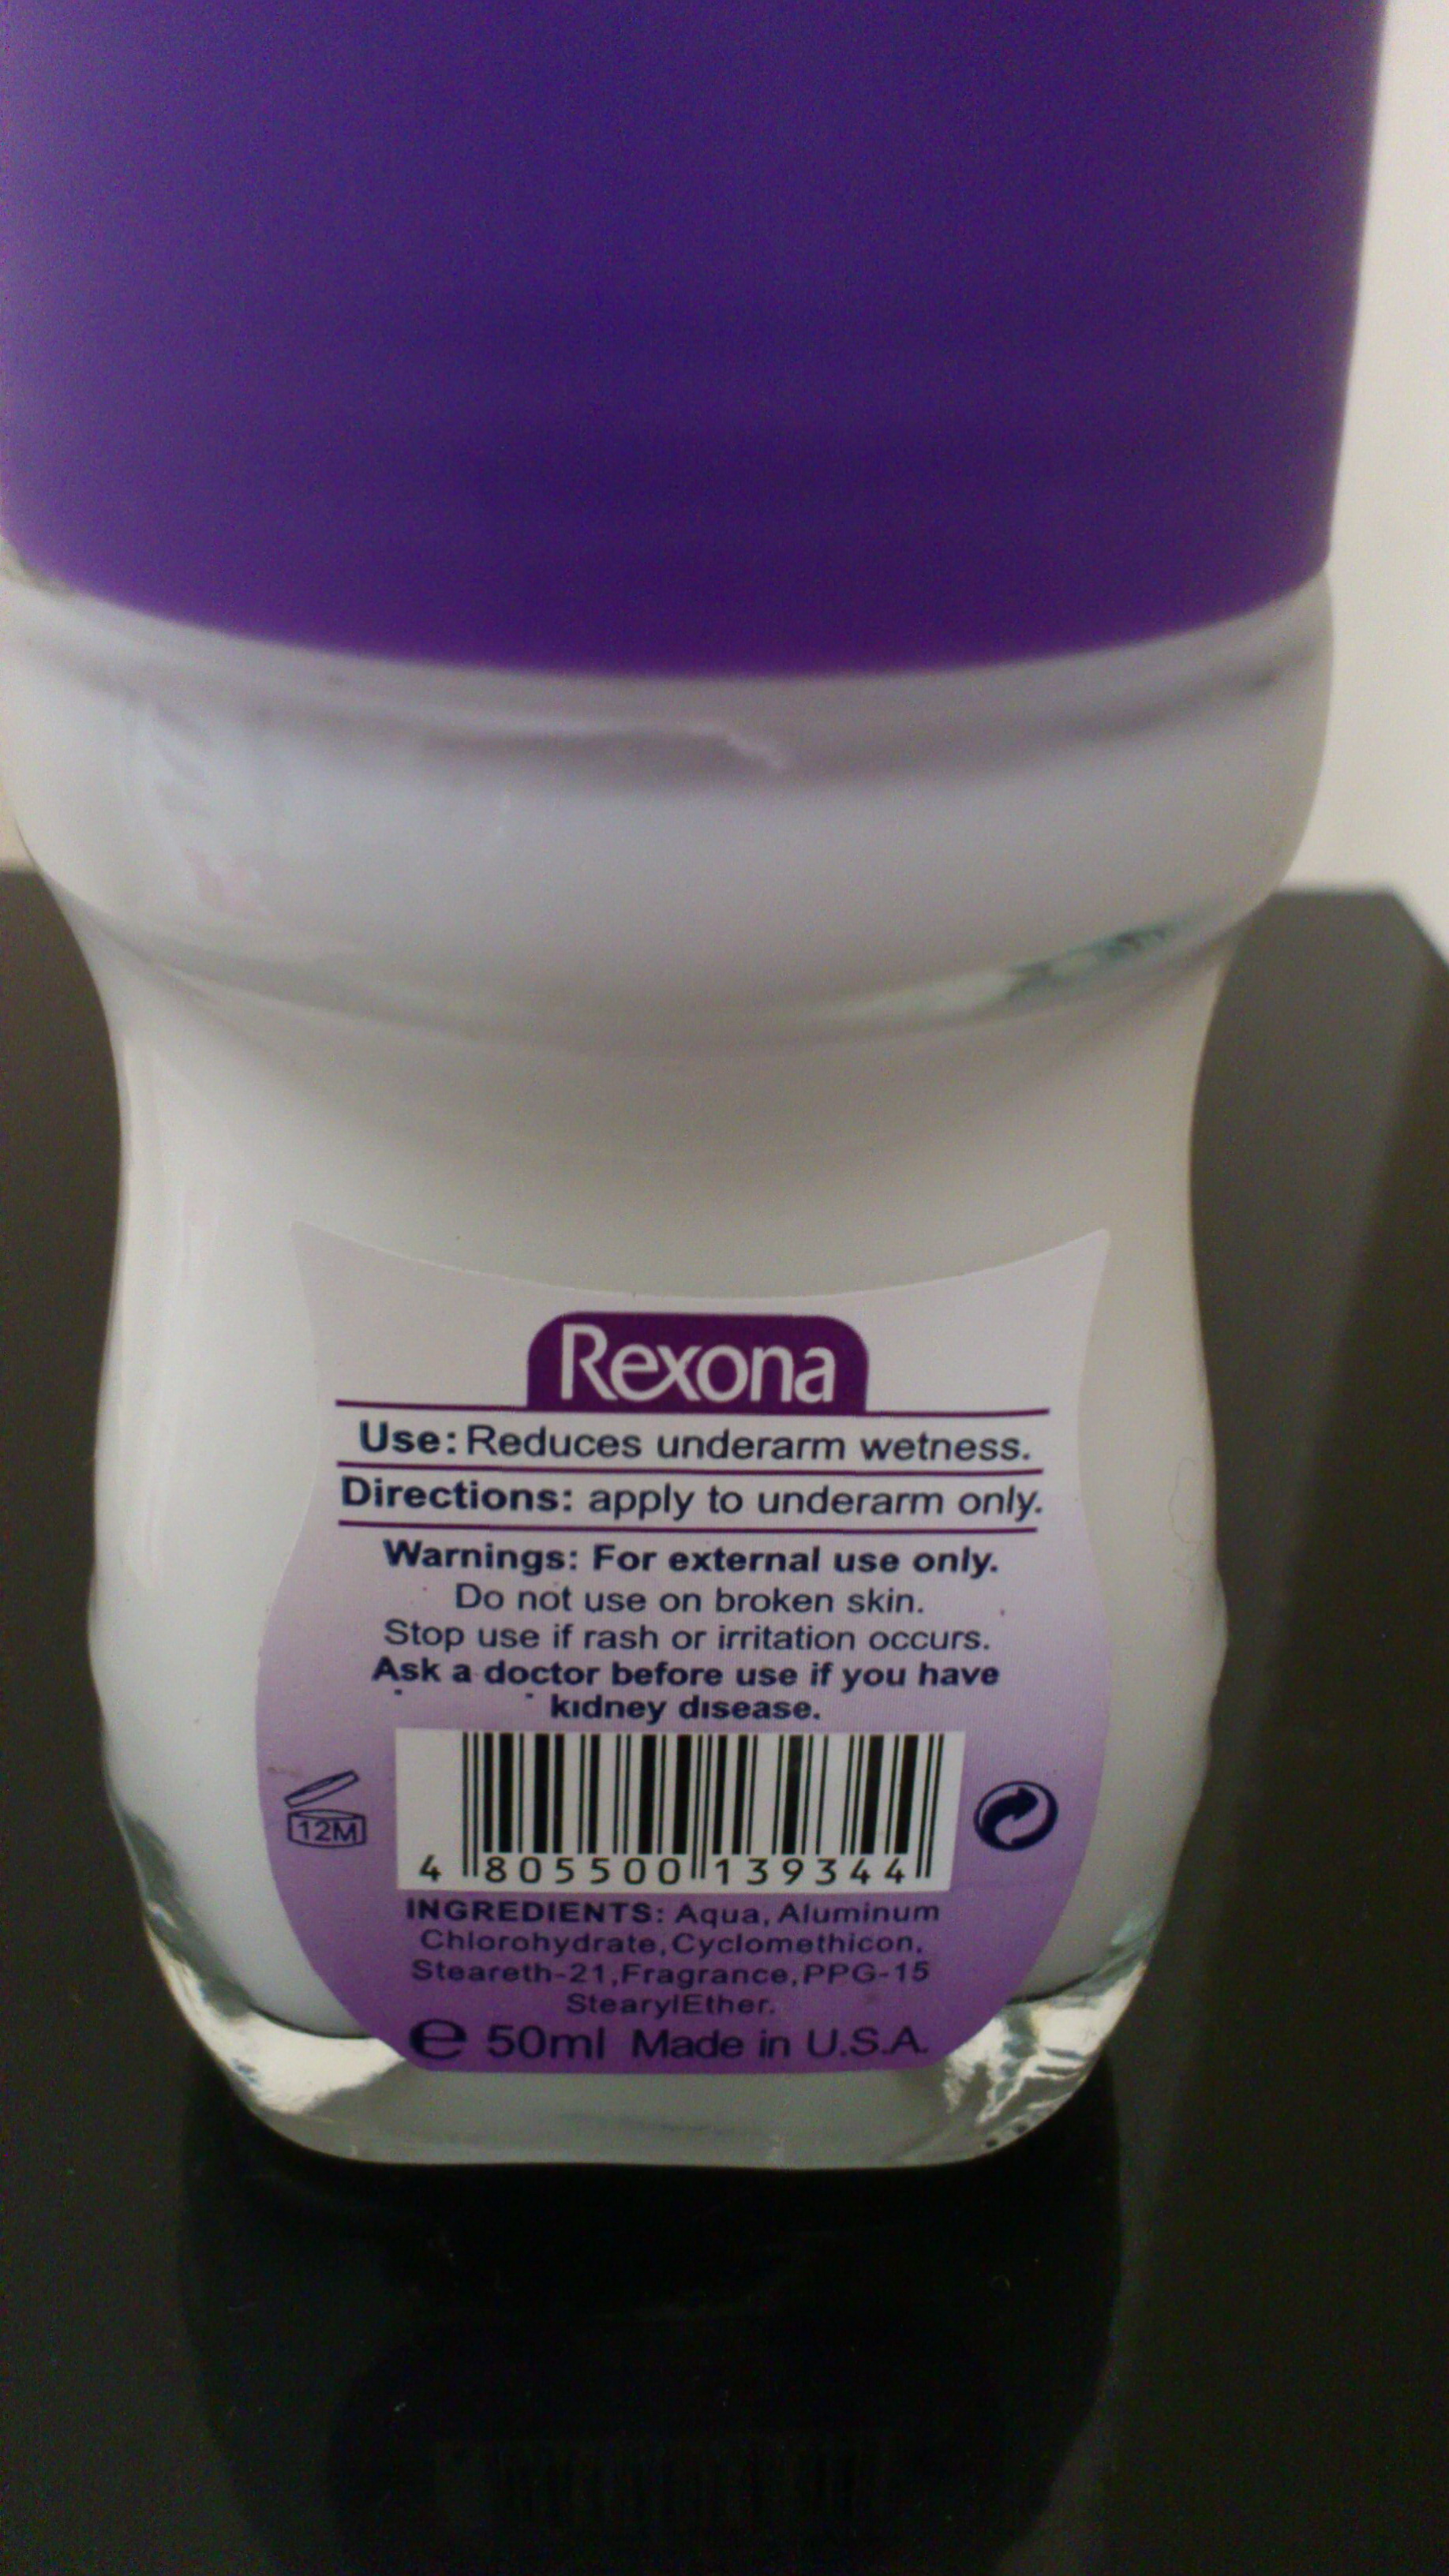 Rexona
Use: Reduces underarm wetness.
Directions: apply to underarm only.
Warnings: For external use only.
Do not use on broken skin.
Stop use if rash or irritation occurs.
Ask a doctor before use if you have
kidney disease.
12M
4 805500 139344
INGREDIENTS: Aqua, Aluminum
Chlorohydrate, Cyclomethicon,
Steareth-21, Fragrance, PPG-15
StearylEther.
e 50ml Made in U.S.A.